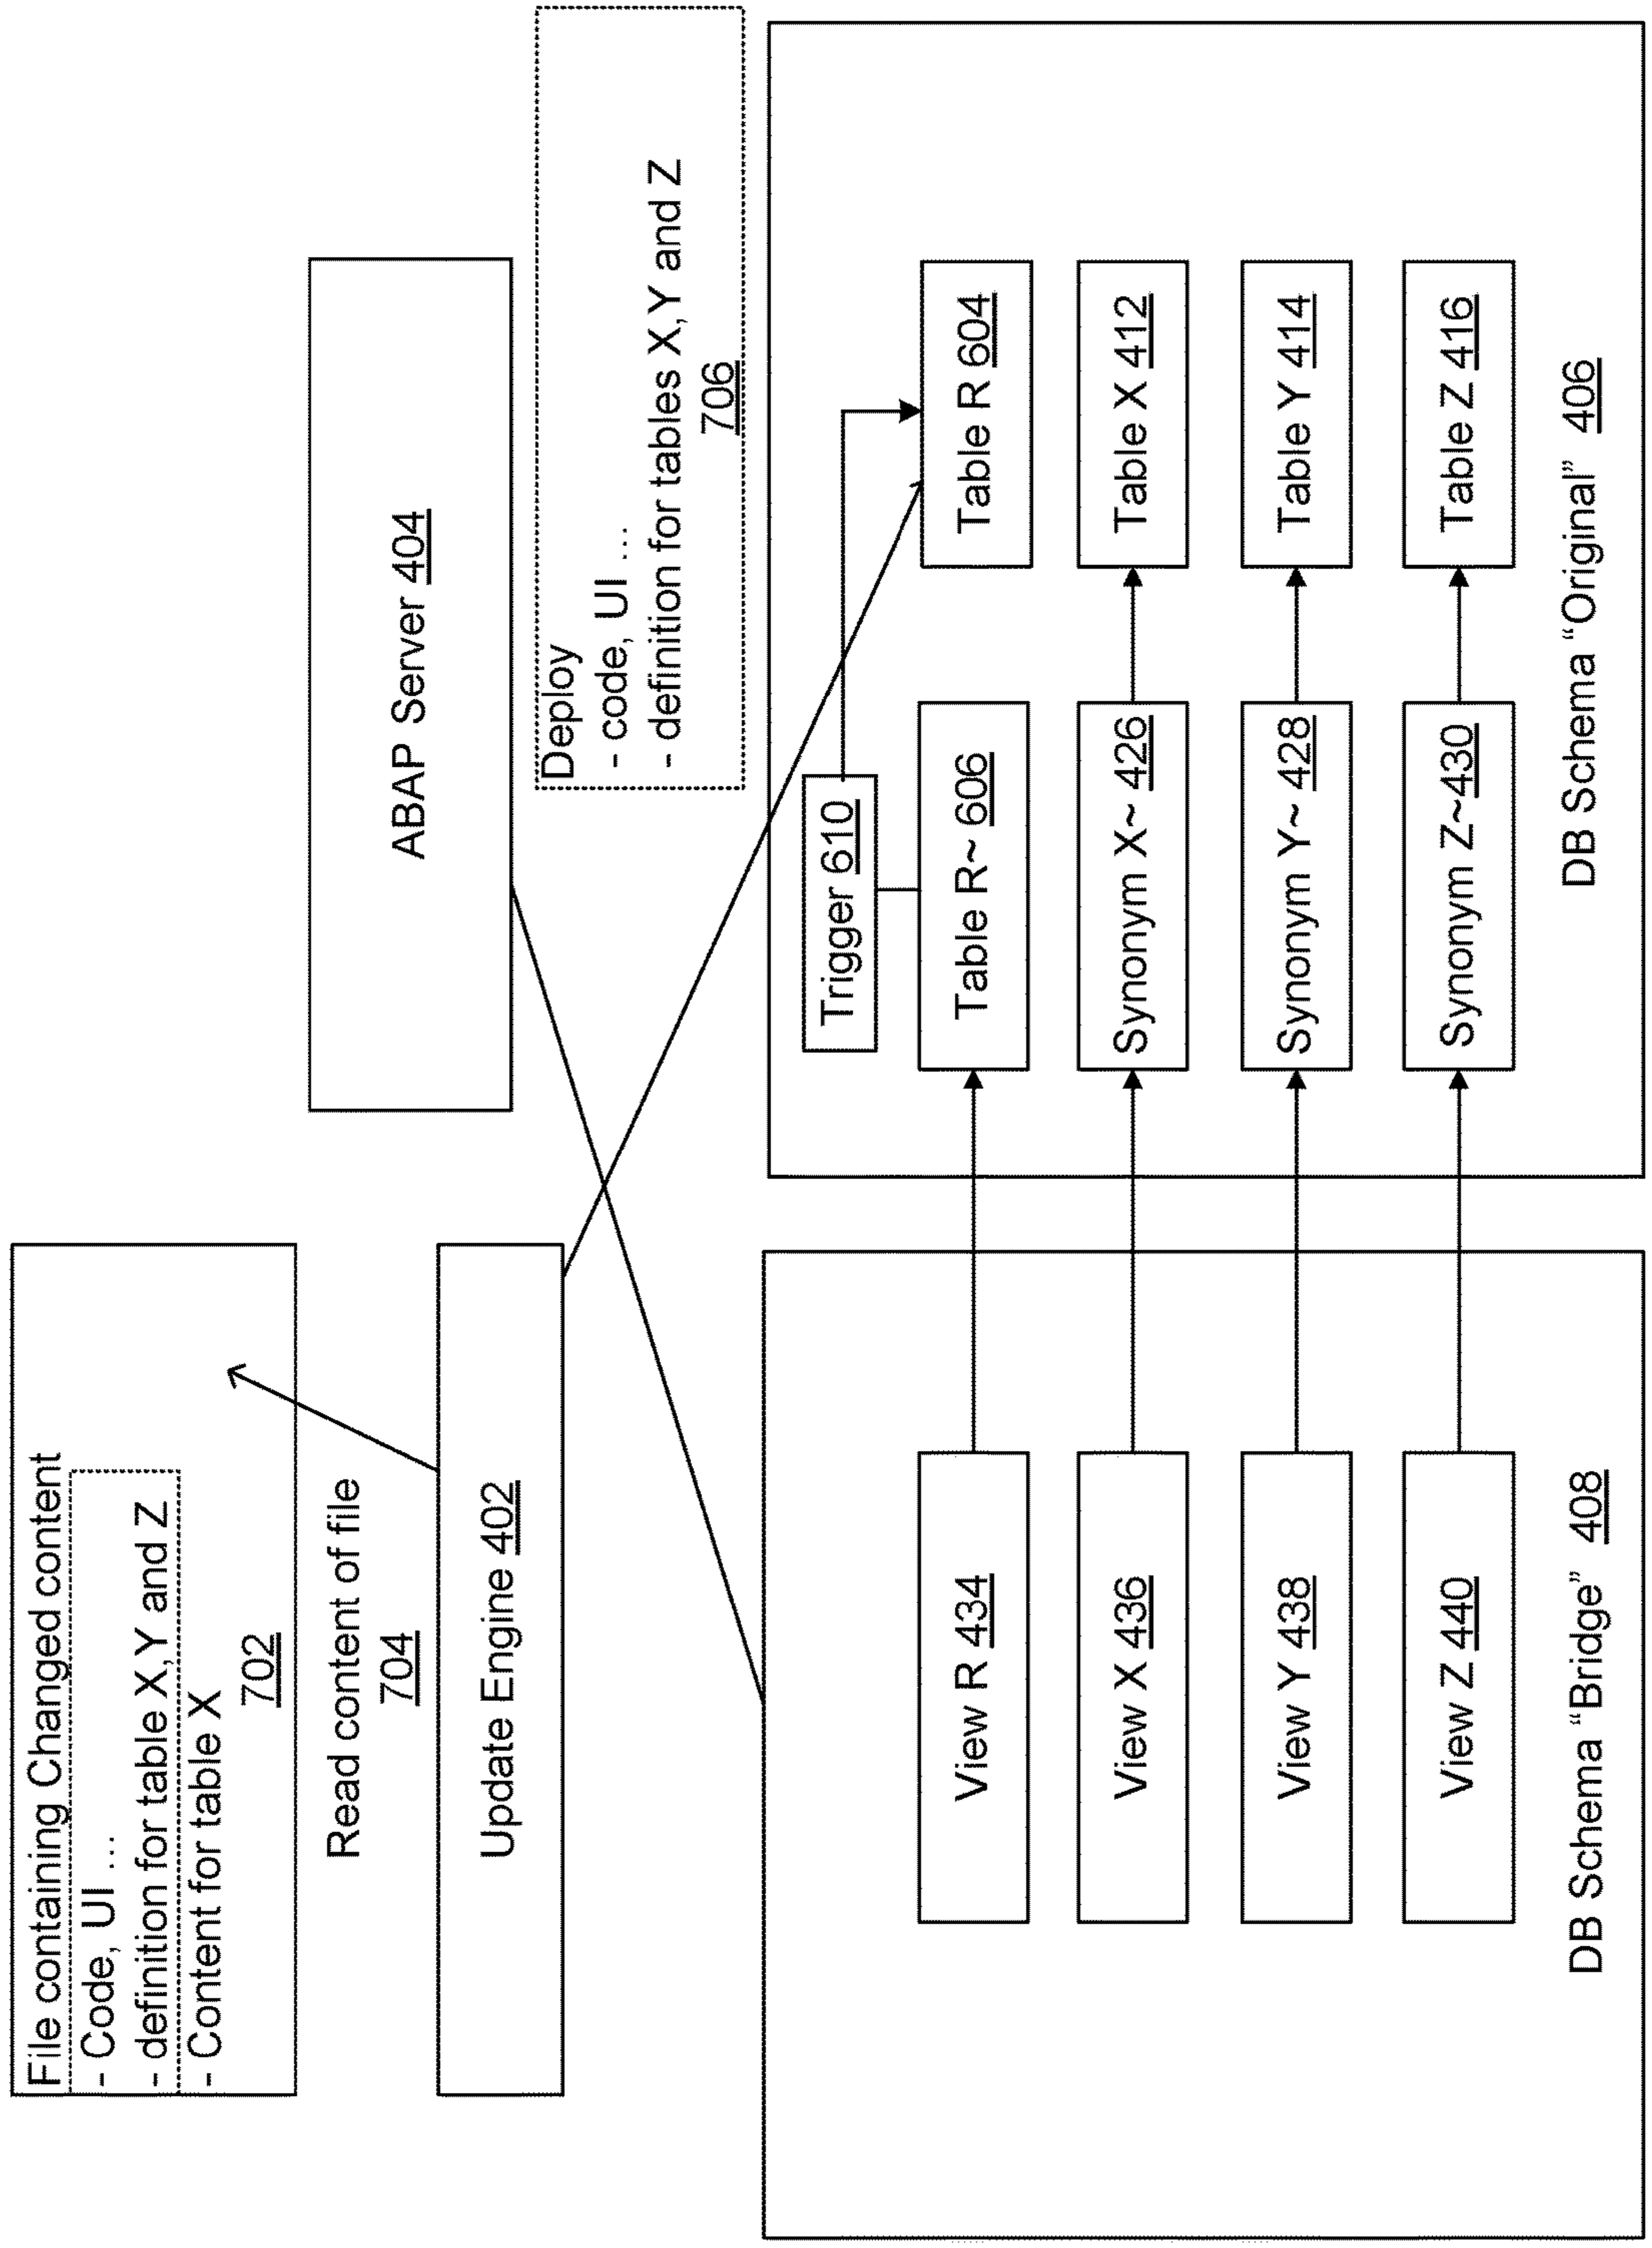 File containing Changed content
- Code, UI ...
- definition for table X,Y and Z
- Content for table X
702
Read content of file
704
Update Engine 402
ABAP Server 404
Deploy
- code, UI ...
- definition for tables X,Y and Z
706
View R 434
View X 436
View Y 438
View Z 440
DB Schema “Bridge” 408
Trigger 610
Table R~ 606
Table R 604
Synonym X~ 426
Table X 412
Synonym Y~ 428
Table Y 414
Synonym Z~430
Table Z 416
DB Schema “Original” 406